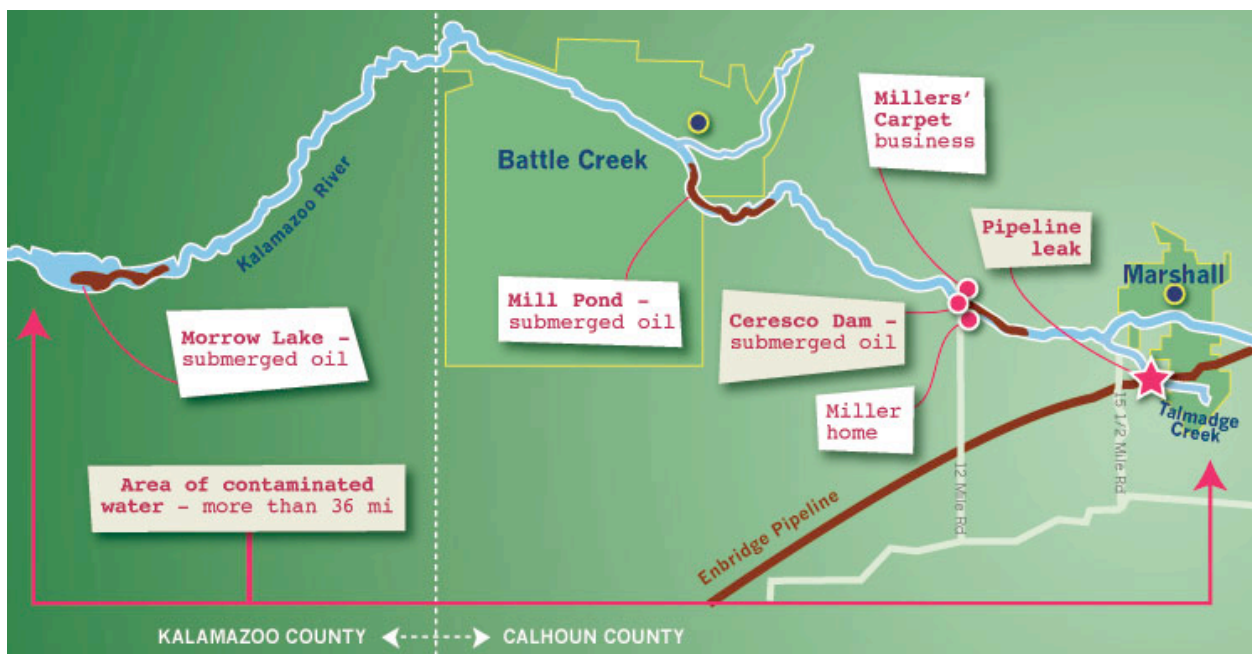 Millers'
Carpet
business
Battle Creek
Kalamazoo River
Pipeline
leak
Marshall
Mill Pond –
submerged oil
Ceresco Dam –
submerged oil
Morrow Lake –
submerged oil
Miller
home
15 1/2 Mile Rd
Talmadge
Creek
12 Mile Rd
Area of contaminated
water – more than 36 mi
Enbridge Pipeline
KALAMAZOO COUNTY
CALHOUN COUNTY